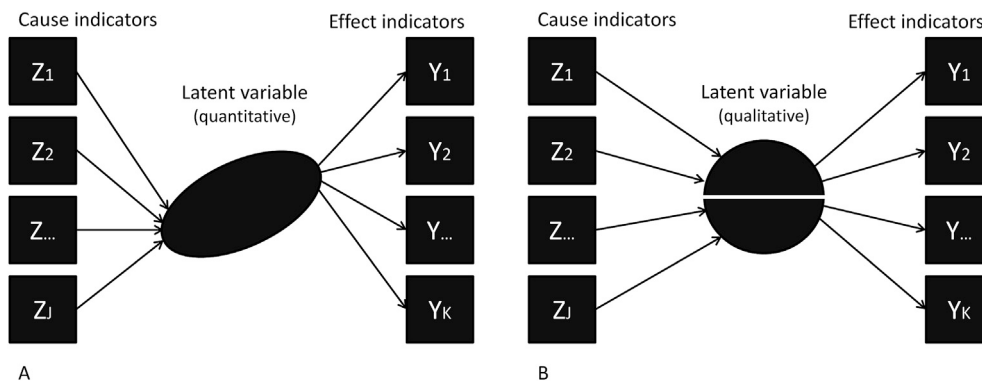 Cause indicators
Effect indicators
Z1
Z2
Z...
ZJ
Latent variable
(quantitative)
Y1
Y2
Y...
YK
A
Cause indicators
Effect indicators
Z1
Z2
Z...
ZJ
Latent variable
(qualitative)
Y1
Y2
Y...
YK
B